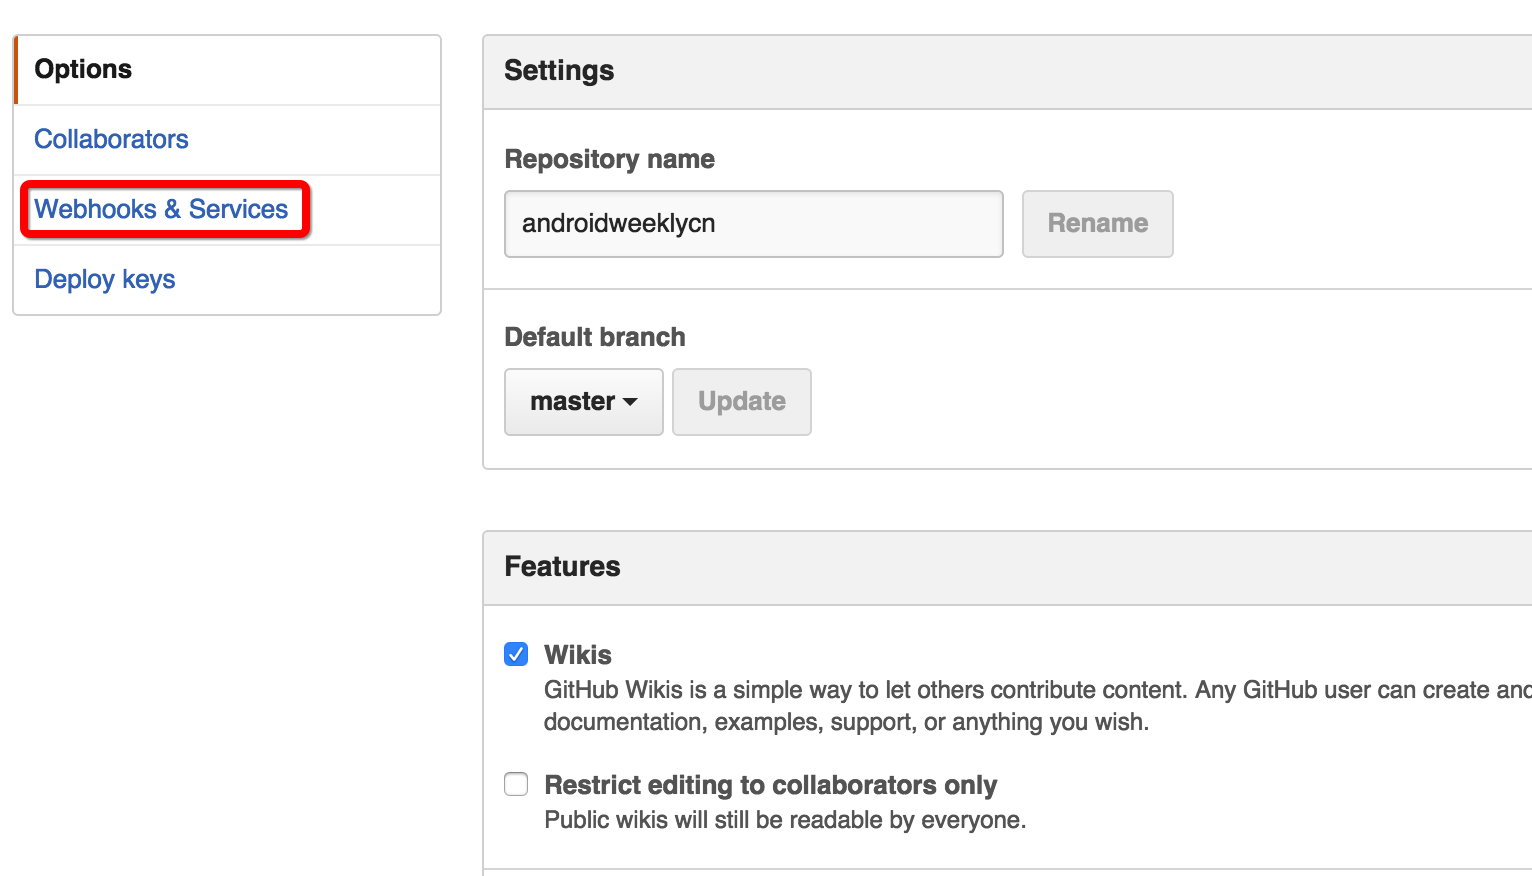 Options
Collaborators
Webhooks & Services
Deploy keys
Settings
Repository name
androidweeklycn
Rename
Default branch
master
Update
Features
Wikis
GitHub Wikis is a simple way to let others contribute content. Any GitHub user can create and
documentation, examples, support, or anything you wish.
Restrict editing to collaborators only
Public wikis will still be readable by everyone.